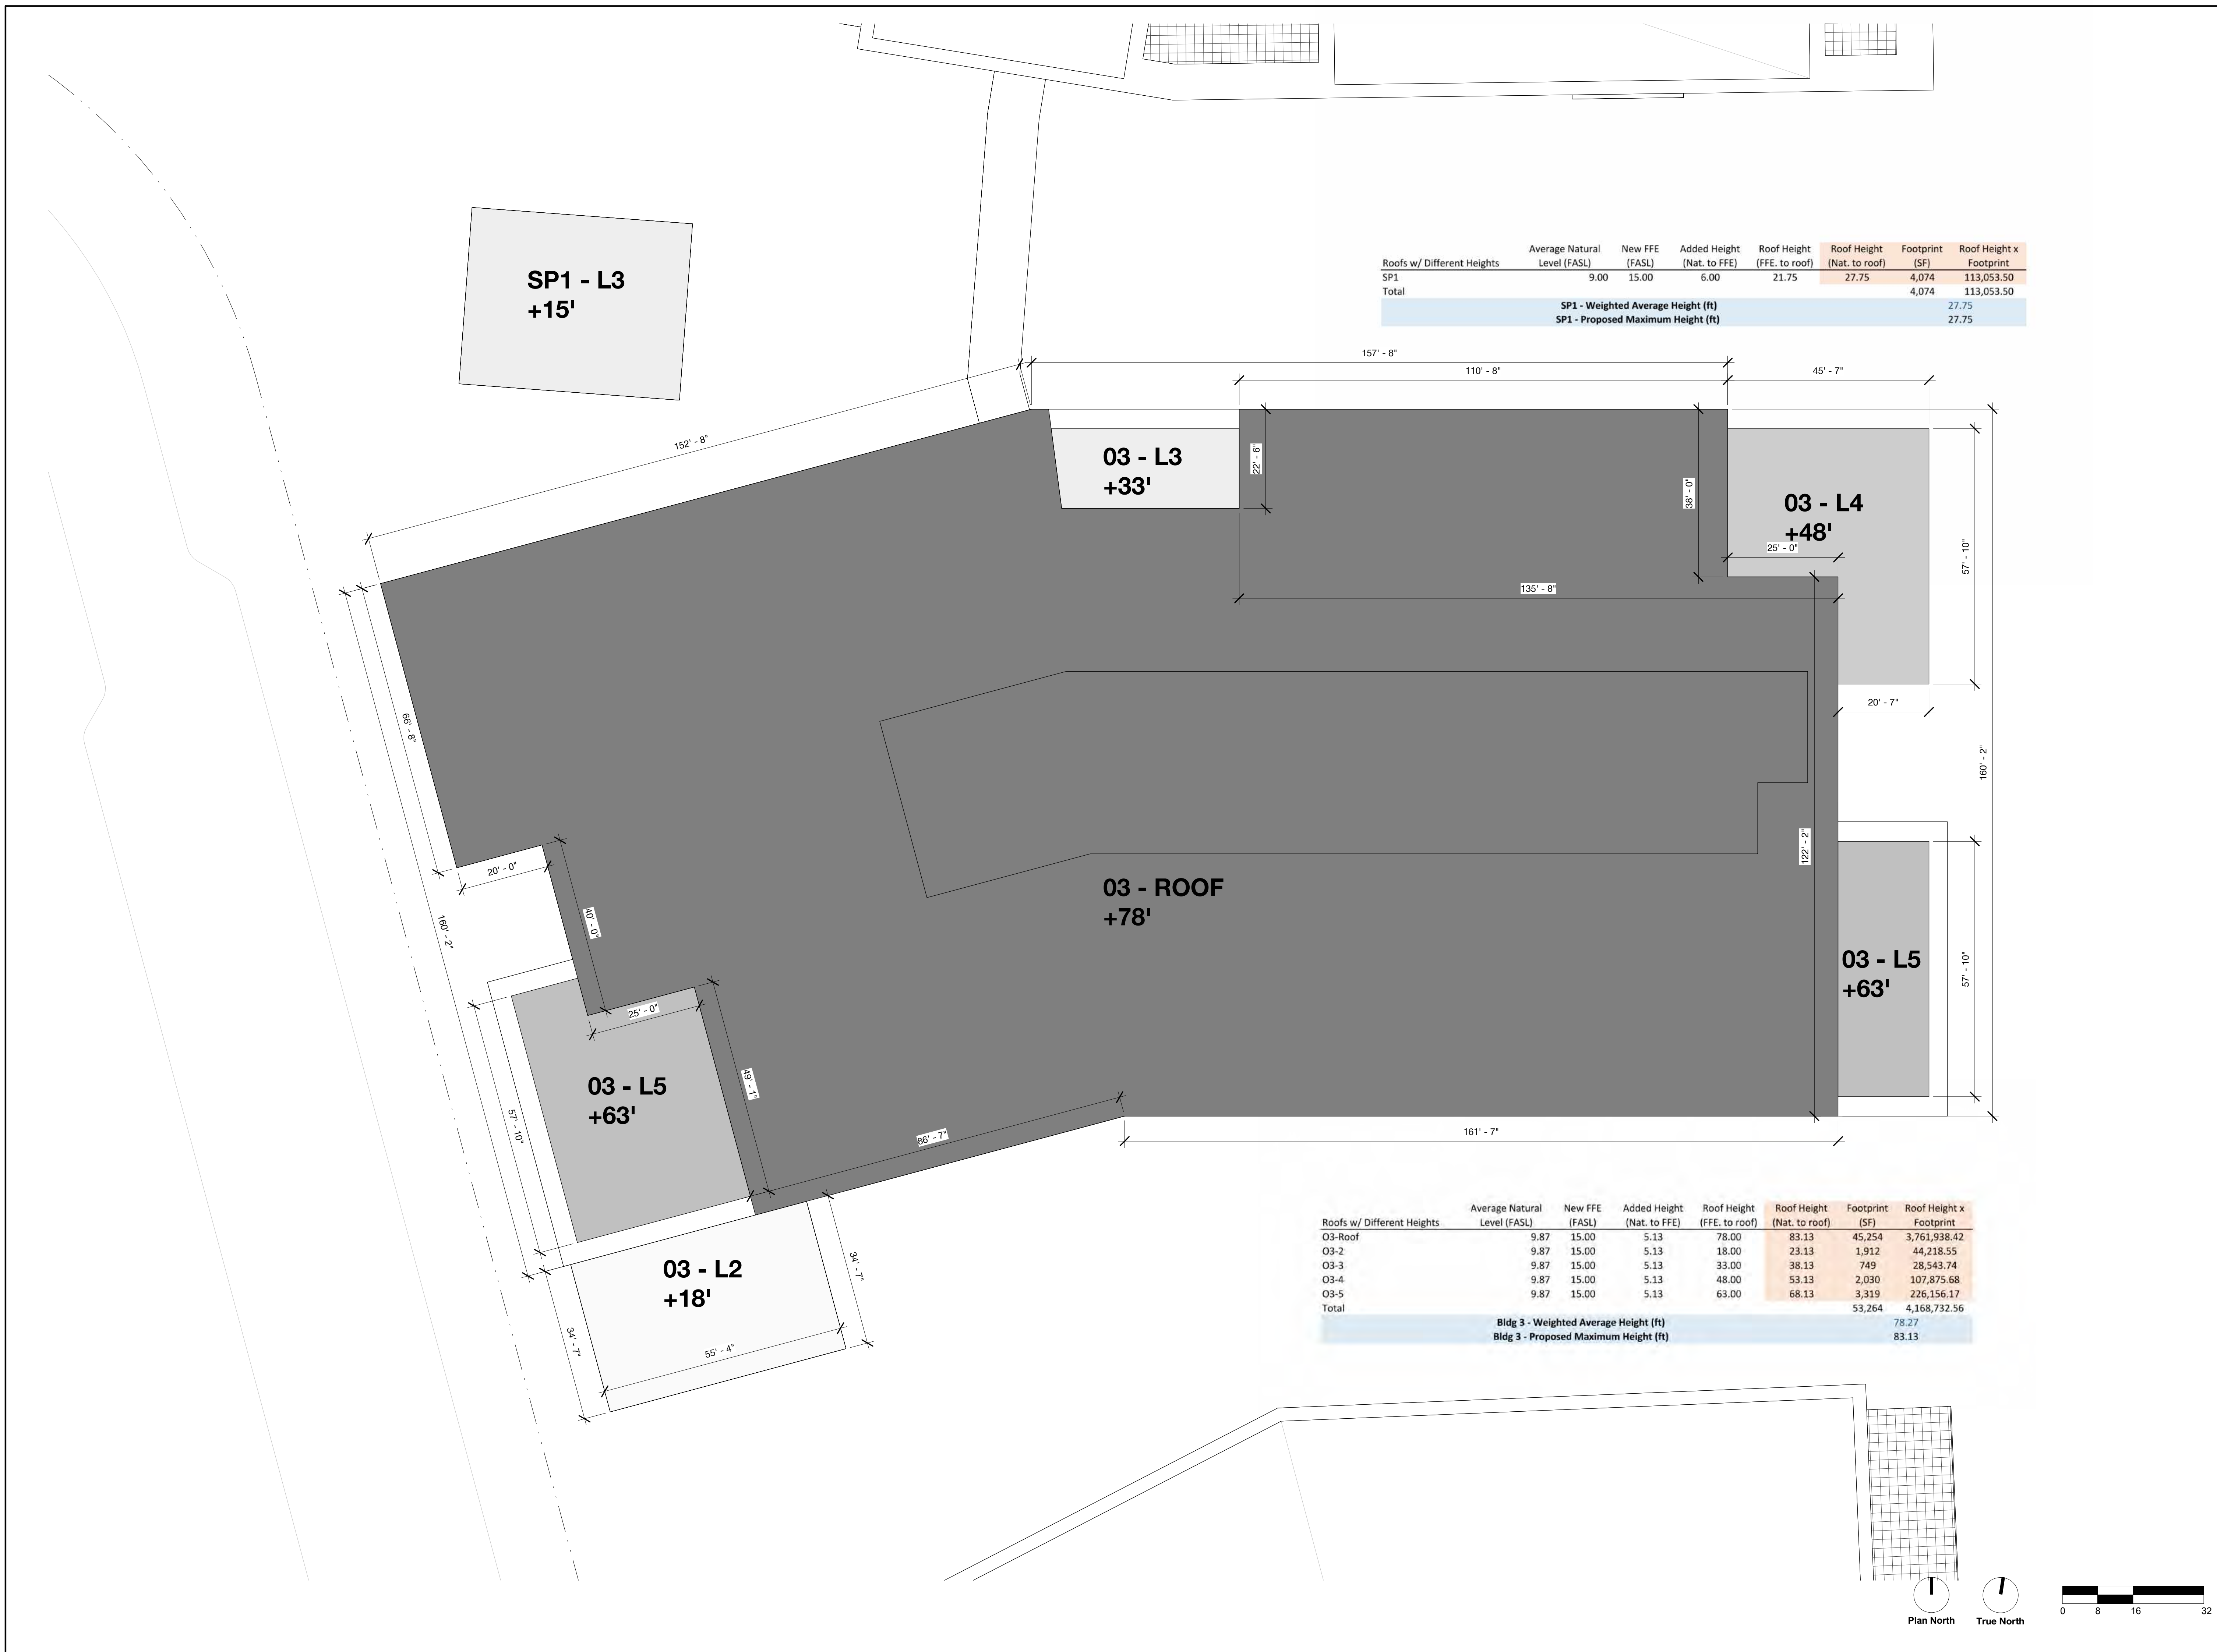 Average Natural New FFE Added Height Roof Height Roof Height Footprint Roof Height x
Roofs w/ Different Heights Level (FASL) (FASL) (Nat. to FFE) (FFE. to roof) (Nat. to roof) (SF) Footprint
SP1 9.00 15.00 6.00 21.75 27.75 4,074 113,053.50
Total 4,074 113,053.50
SP1 - Weighted Average Height (ft) 27.75
SP1 - Proposed Maximum Height (ft) 27.75
SP1 - L3
+15'
157' - 8"
110' - 8"
45' - 7"
152' - 8"
03 - L3
+33'
22' - 6"
38' - 0"
03 - L4
+48'
25' - 0"
57' - 10"
135' - 8"
20' - 7"
66' - 8"
160' - 2"
122' - 2"
20' - 0"
03 - ROOF
+78'
40' - 0"
160' - 2"
03 - L5
+63'
57' - 10"
25' - 0"
03 - L5
+63'
49' - 1"
57' - 10"
86' - 7"
161' - 7"
03 - L2
+18'
34' - 7"
34' - 7"
55' - 4"
Average Natural New FFE Added Height Roof Height Roof Height Footprint Roof Height x
Roofs w/ Different Heights Level (FASL) (FASL) (Nat. to FFE) (FFE. to roof) (Nat. to roof) (SF) Footprint
O3-Roof 9.87 15.00 5.13 78.00 83.13 45,254 3,761,938.42
O3-2 9.87 15.00 5.13 18.00 23.13 1,912 44,218.55
O3-3 9.87 15.00 5.13 33.00 38.13 749 28,543.74
O3-4 9.87 15.00 5.13 48.00 53.13 2,030 107,875.68
O3-5 9.87 15.00 5.13 63.00 68.13 3,319 226,156.17
Total 53,264 4,168,732.56
Bldg 3 - Weighted Average Height (ft) 78.27
Bldg 3 - Proposed Maximum Height (ft) 83.13
Plan North
True North
0 8 16 32